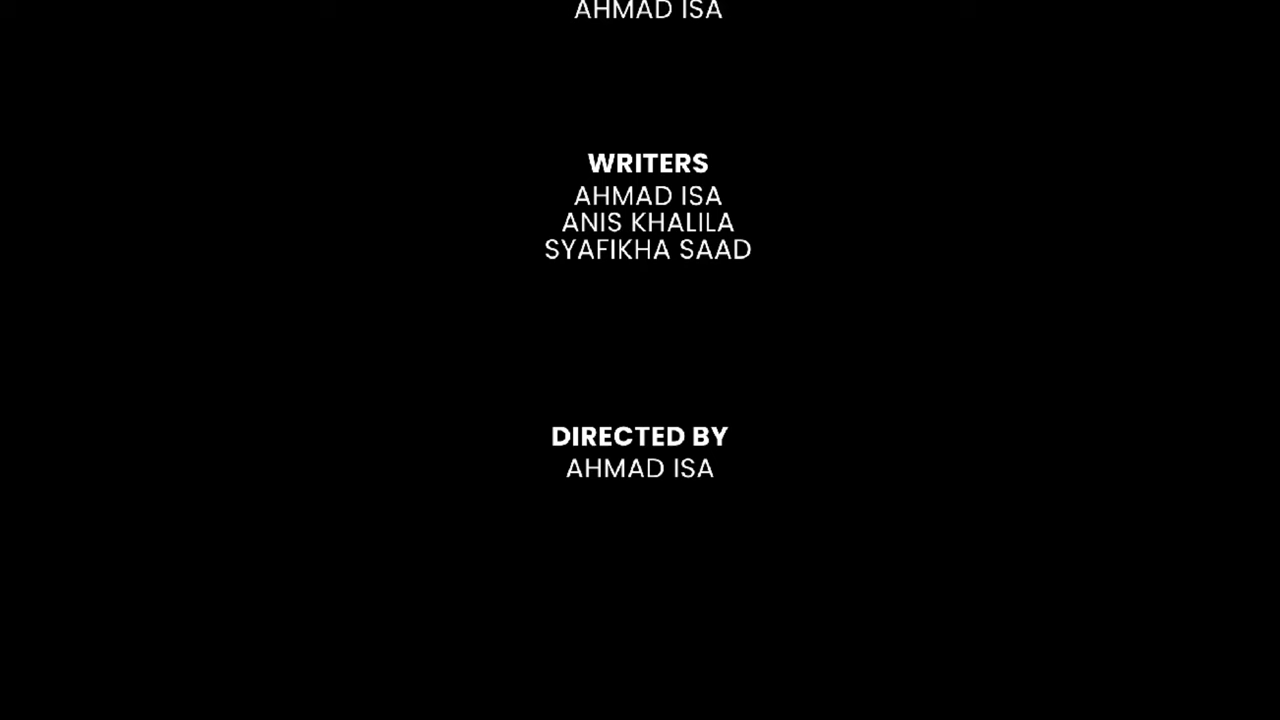 AHMAD ISA
WRITERS
AHMAD ISA
ANIS KHALILA
SYAFIKHA SAAD
DIRECTED BY
AHMAD ISA